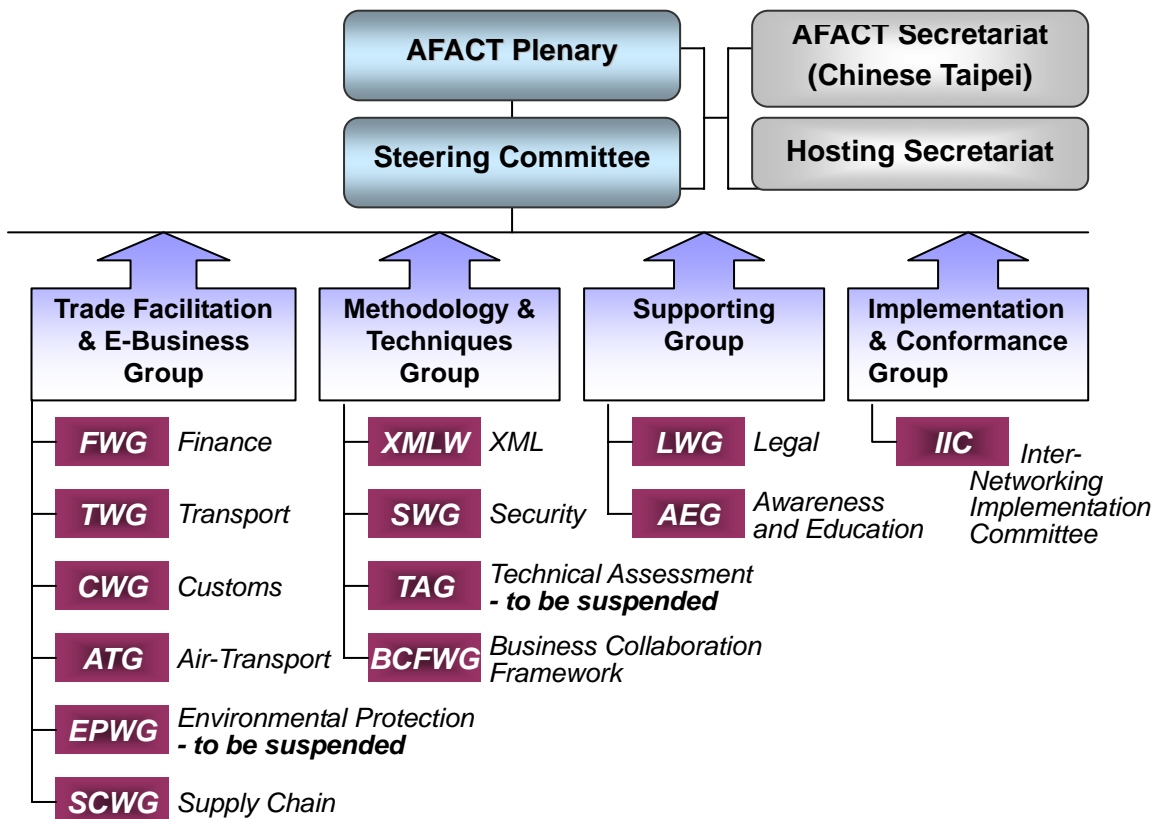 AFACT Plenary
AFACT Secretariat
(Chinese Taipei)
Steering Committee
Hosting Secretariat
Trade Facilitation
& E-Business
Group
FWG Finance
TWG Transport
CWG Customs
ATG Air-Transport
EPWG Environmental Protection
- to be suspended
SCWG Supply Chain
Methodology &
Techniques
Group
XMLW XML
SWG Security
TAG Technical Assessment
- to be suspended
BCFWG Business Collaboration
Framework
Supporting
Group
LWG Legal
AEG Awareness
and Education
Implementation
& Conformance
Group
IIC Inter-
Networking
Implementation
Committee